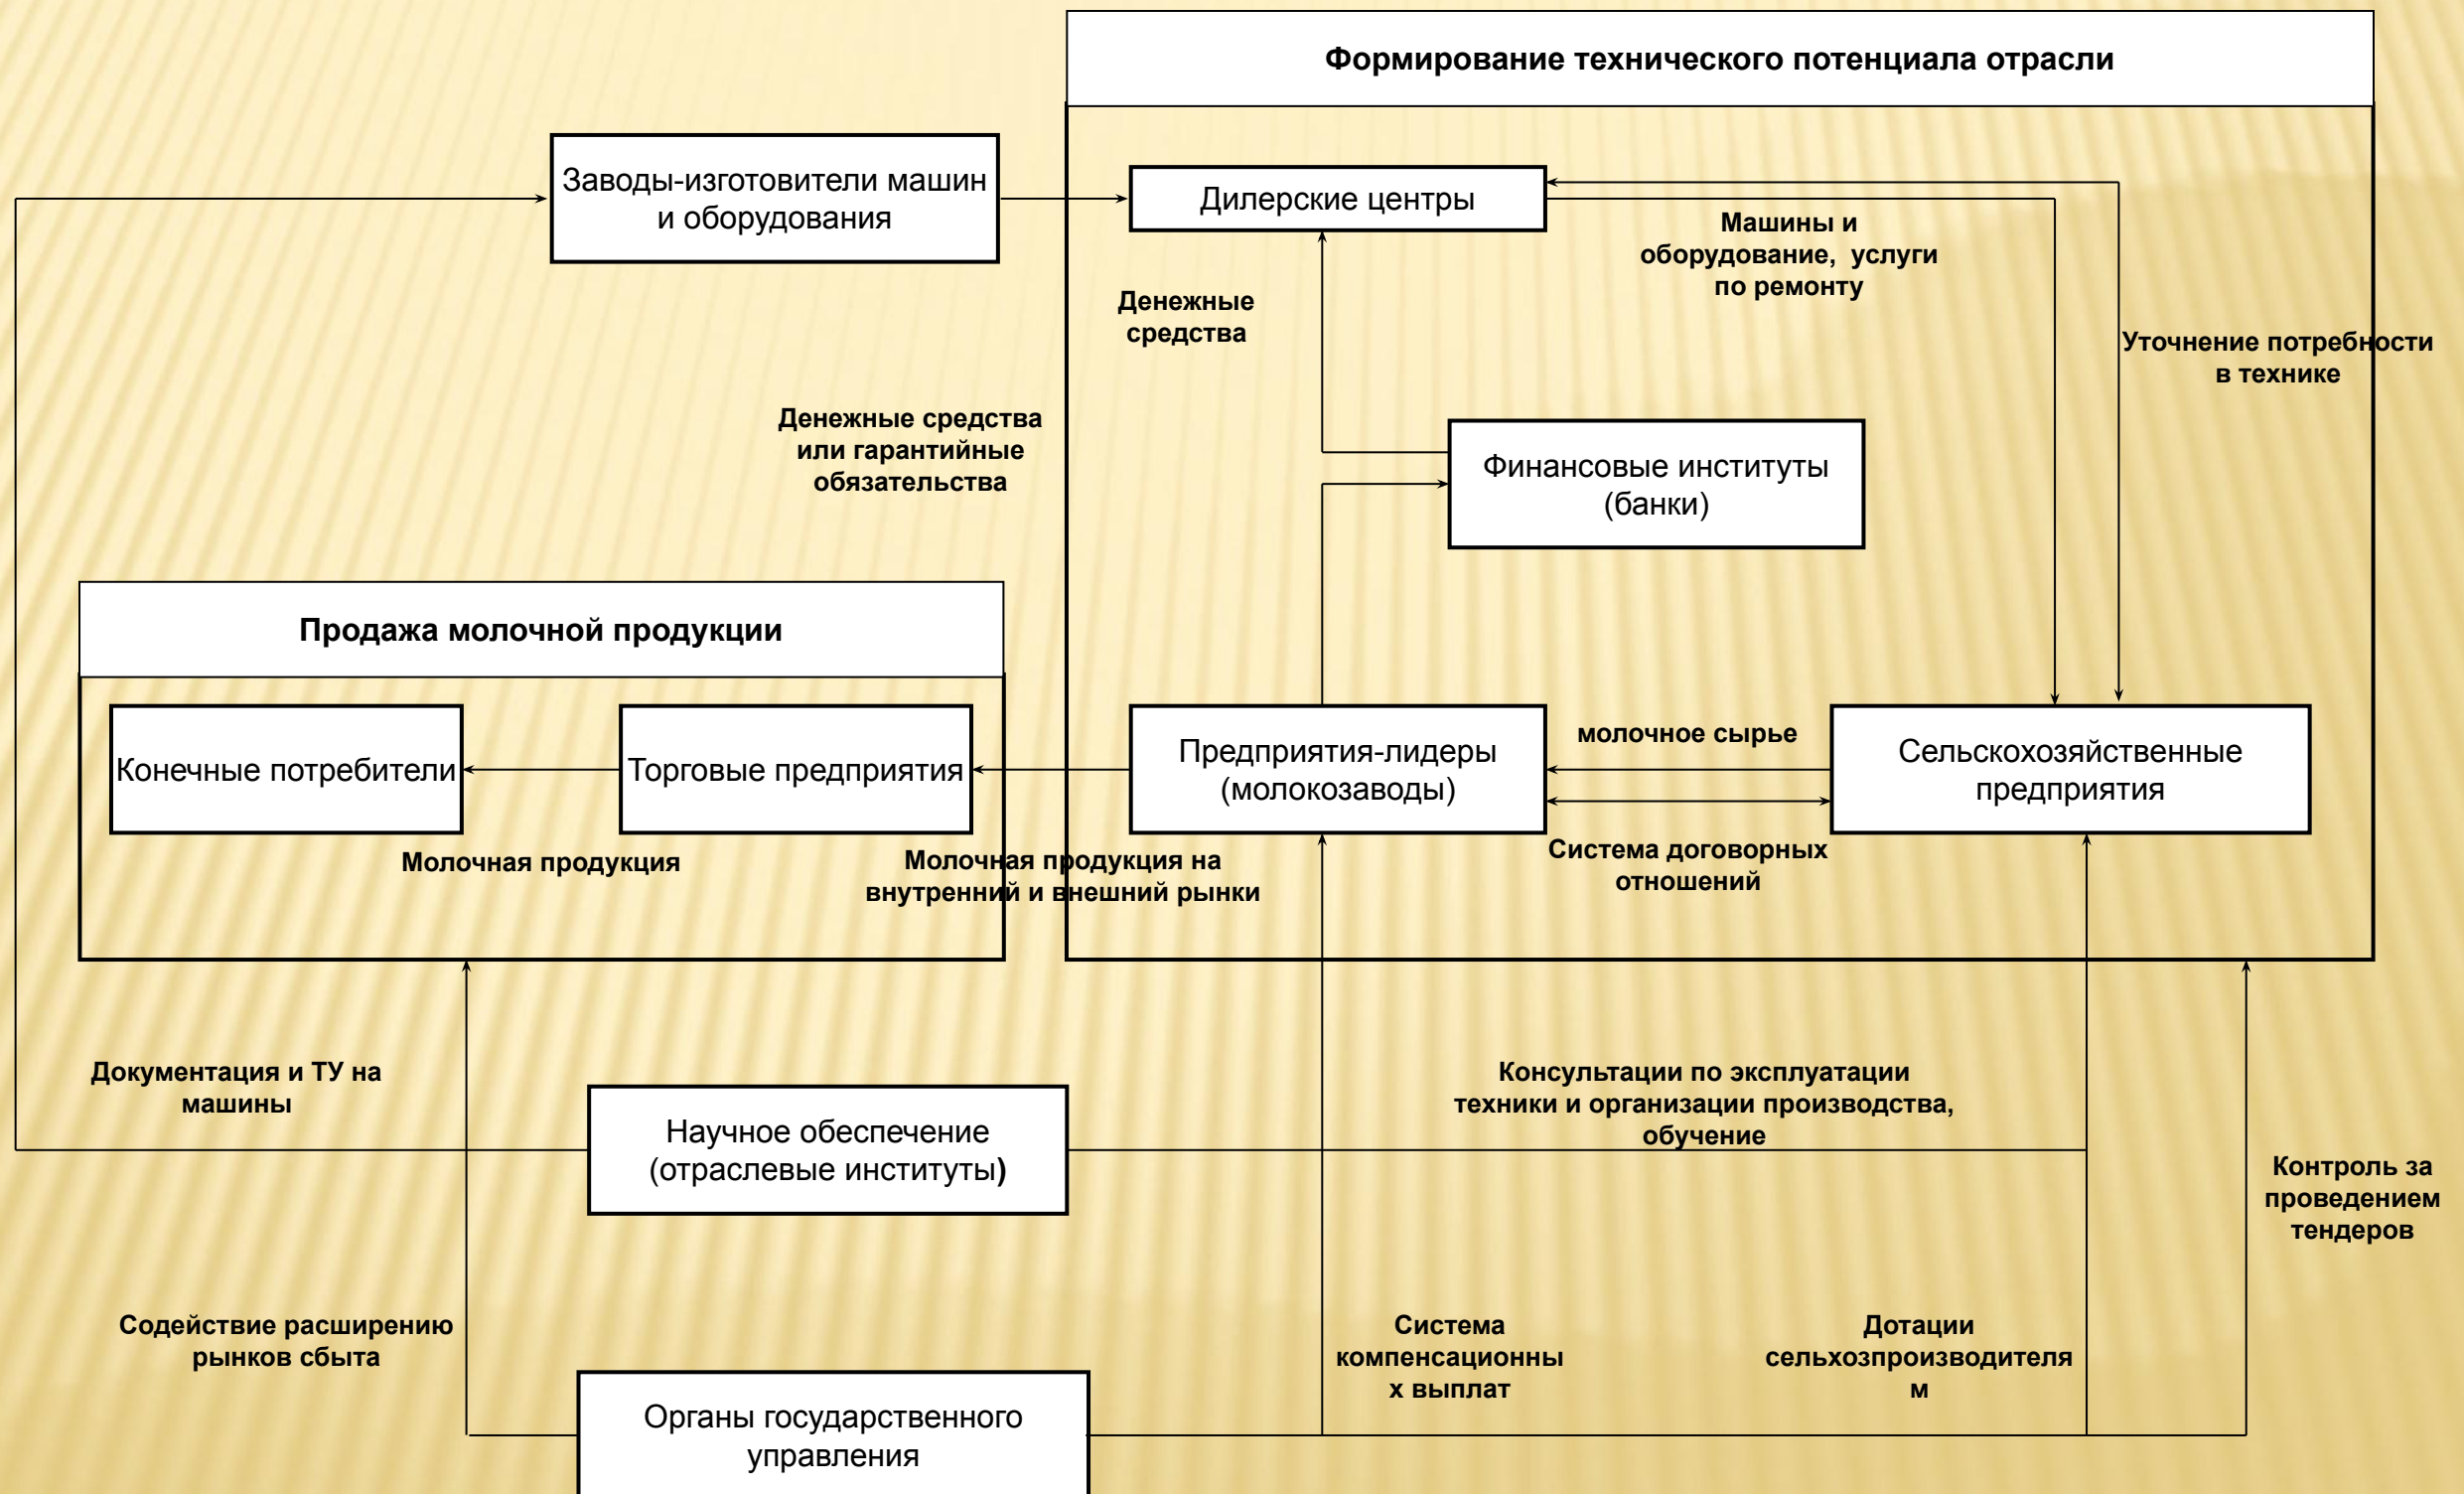 Формирование технического потенциала отрасли
Заводы-изготовители машин
и оборудования
Дилерские центры
Машины и
оборудование, услуги
по ремонту
Денежные
средства
Уточнение потребности
в технике
Денежные средства
или гарантийные
обязательства
Финансовые институты
(банки)
Продажа молочной продукции
Конечные потребители
Торговые предприятия
Предприятия-лидеры
(молокозаводы)
молочное сырье
Сельскохозяйственные
предприятия
Молочная продукция
Молочная продукция на
внутренний и внешний рынки
Система договорных
отношений
Документация и ТУ на
машины
Научное обеспечение
(отраслевые институты)
Консультации по эксплуатации
техники и организации производства,
обучение
Контроль за
проведением
тендеров
Содействие расширению
рынков сбыта
Система
компенсационны
х выплат
Дотации
сельхозпроизводителя
м
Органы государственного
управления